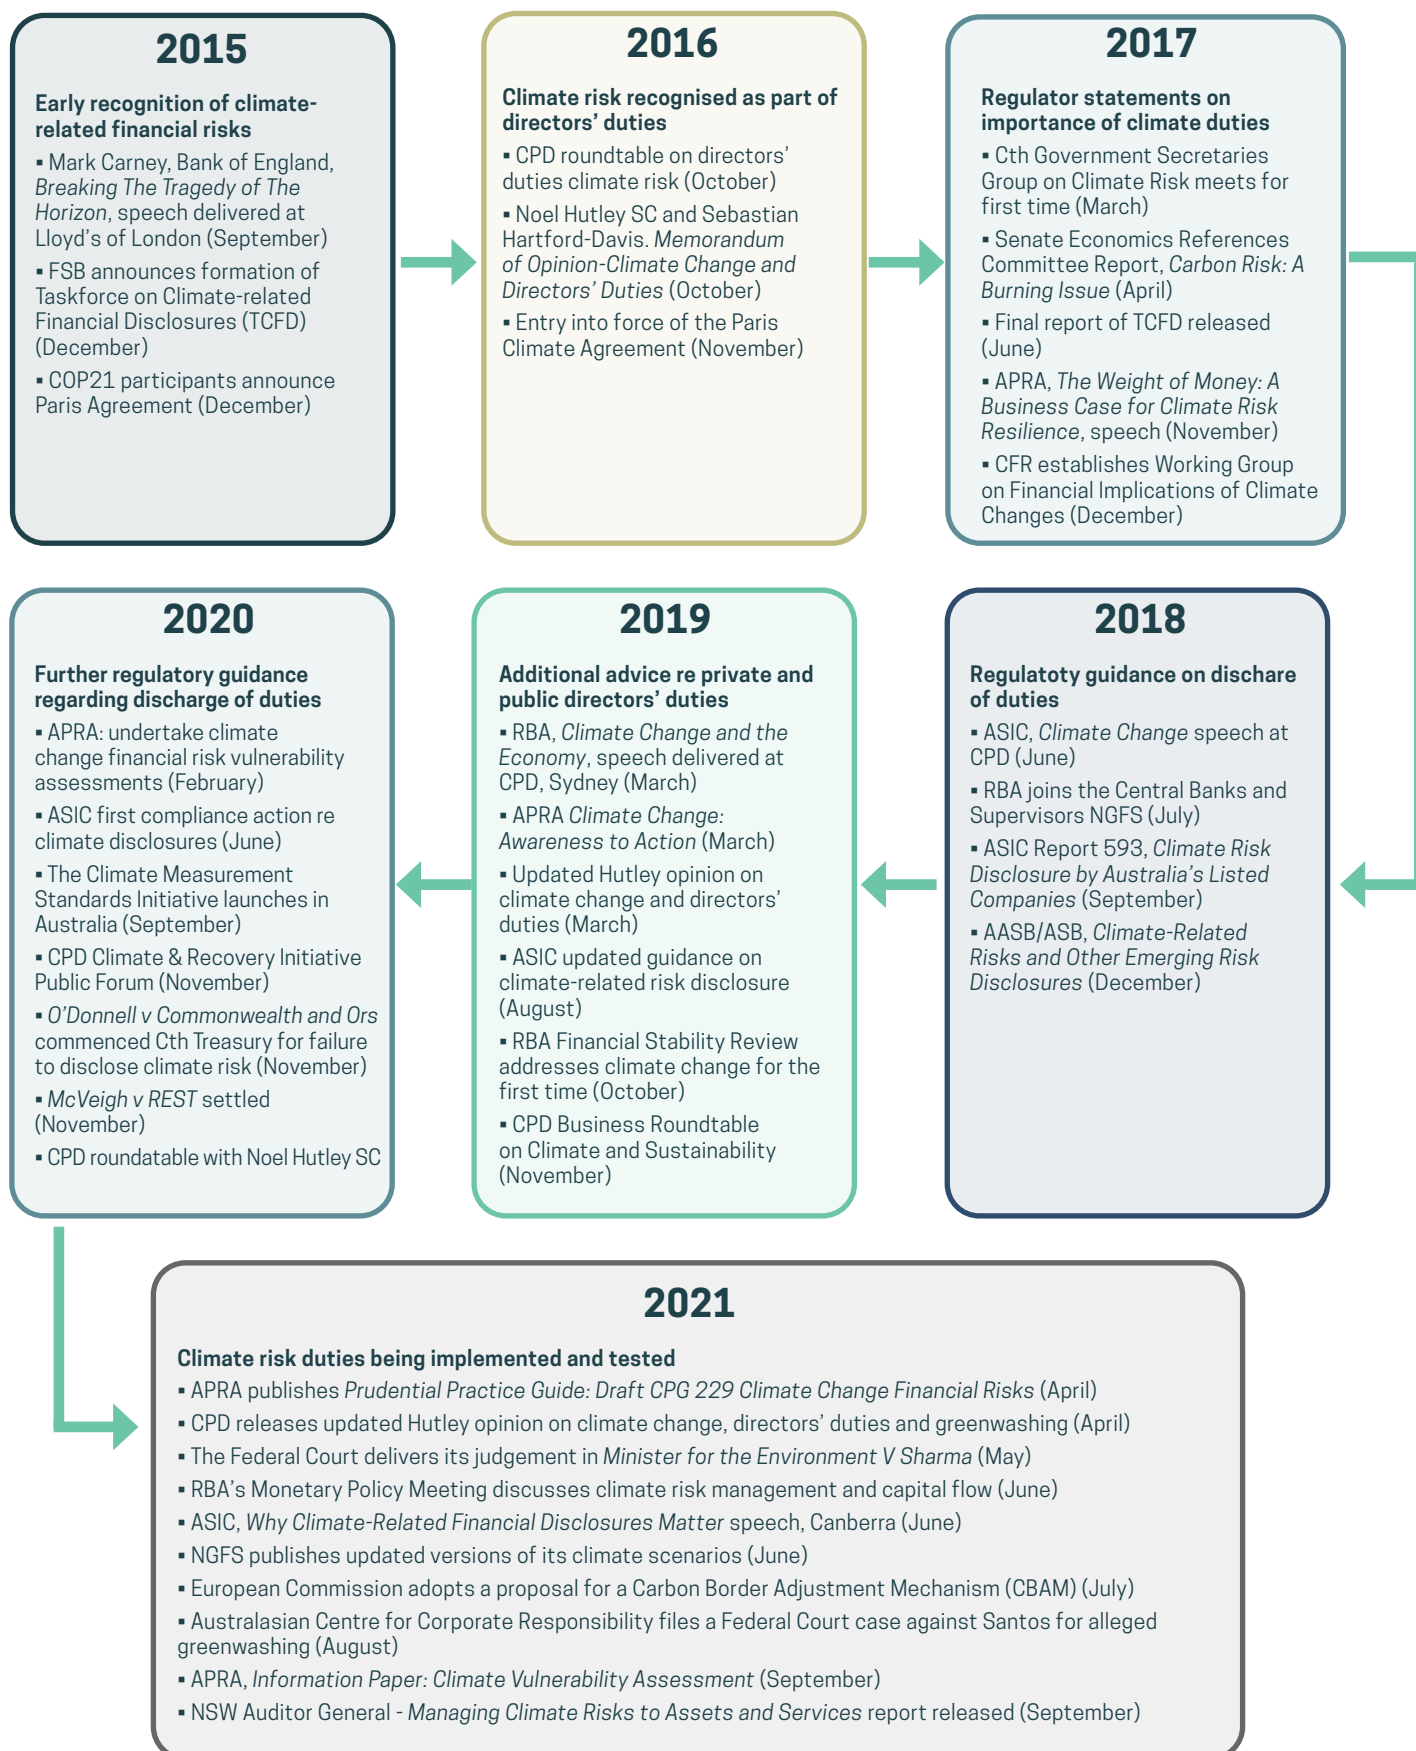 2015
Early recognition of climate-
related financial risks
▪ Mark Carney, Bank of England,
Breaking The Tragedy of The
Horizon, speech delivered at
Lloyd's of London (September)
▪ FSB announces formation of
Taskforce on Climate-related
Financial Disclosures (TCFD)
(December)
▪ COP21 participants announce
Paris Agreement (December)
2016
Climate risk recognised as part of
directors' duties
▪ CPD roundtable on directors'
duties climate risk (October)
▪ Noel Hutley SC and Sebastian
Hartford-Davis. Memorandum
of Opinion-Climate Change and
Directors' Duties (October)
▪ Entry into force of the Paris
Climate Agreement (November)
2017
Regulator statements on
importance of climate duties
▪ Cth Government Secretaries
Group on Climate Risk meets for
first time (March)
▪ Senate Economics References
Committee Report, Carbon Risk: A
Burning Issue (April)
▪ Final report of TCFD released
(June)
▪ APRA, The Weight of Money: A
Business Case for Climate Risk
Resilience, speech (November)
▪ CFR establishes Working Group
on Financial Implications of Climate
Changes (December)
2018
Regulatoty guidance on dischare
of duties
▪ ASIC, Climate Change speech at
CPD (June)
▪ RBA joins the Central Banks and
Supervisors NGFS (July)
▪ ASIC Report 593, Climate Risk
Disclosure by Australia's Listed
Companies (September)
▪ AASB/ASB, Climate-Related
Risks and Other Emerging Risk
Disclosures (December)
2019
Additional advice re private and
public directors' duties
▪ RBA, Climate Change and the
Economy, speech delivered at
CPD, Sydney (March)
▪ APRA Climate Change:
Awareness to Action (March)
▪ Updated Hutley opinion on
climate change and directors'
duties (March)
▪ ASIC updated guidance on
climate-related risk disclosure
(August)
▪ RBA Financial Stability Review
addresses climate change for the
first time (October)
▪ CPD Business Roundtable
on Climate and Sustainability
(November)
2020
Further regulatory guidance
regarding discharge of duties
▪ APRA: undertake climate
change financial risk vulnerability
assessments (February)
▪ ASIC first compliance action re
climate disclosures (June)
▪ The Climate Measurement
Standards Initiative launches in
Australia (September)
▪ CPD Climate & Recovery Initiative
Public Forum (November)
▪ O'Donnell v Commonwealth and Ors
commenced Cth Treasury for failure
to disclose climate risk (November)
▪ McVeigh v REST settled
(November)
▪ CPD roundatable with Noel Hutley SC
2021
Climate risk duties being implemented and tested
▪ APRA publishes Prudential Practice Guide: Draft CPG 229 Climate Change Financial Risks (April)
▪ CPD releases updated Hutley opinion on climate change, directors' duties and greenwashing (April)
▪ The Federal Court delivers its judgement in Minister for the Environment V Sharma (May)
▪ RBA's Monetary Policy Meeting discusses climate risk management and capital flow (June)
▪ ASIC, Why Climate-Related Financial Disclosures Matter speech, Canberra (June)
▪ NGFS publishes updated versions of its climate scenarios (June)
▪ European Commission adopts a proposal for a Carbon Border Adjustment Mechanism (CBAM) (July)
▪ Australasian Centre for Corporate Responsibility files a Federal Court case against Santos for alleged
greenwashing (August)
▪ APRA, Information Paper: Climate Vulnerability Assessment (September)
▪ NSW Auditor General - Managing Climate Risks to Assets and Services report released (September)